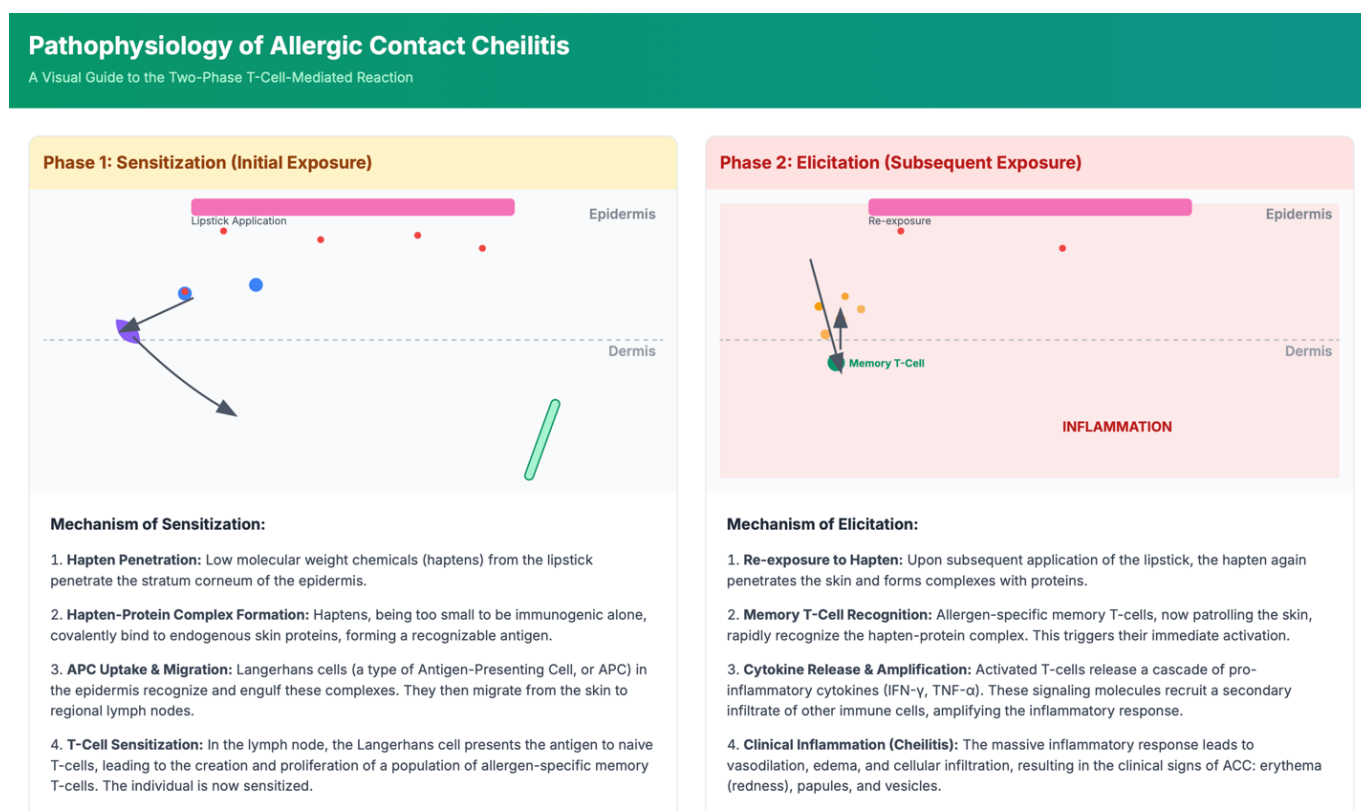 Pathophysiology of Allergic Contact Cheilitis
A Visual Guide to the Two-Phase T-Cell-Mediated Reaction
Phase 1: Sensitization (Initial Exposure)
Lipstick Application
Epidermis
Dermis
Mechanism of Sensitization:
1. Hapten Penetration: Low molecular weight chemicals (haptens) from the lipstick
penetrate the stratum corneum of the epidermis.
2. Hapten-Protein Complex Formation: Haptens, being too small to be immunogenic alone,
covalently bind to endogenous skin proteins, forming a recognizable antigen.
3. APC Uptake & Migration: Langerhans cells (a type of Antigen-Presenting Cell, or APC) in
the epidermis recognize and engulf these complexes. They then migrate from the skin to
regional lymph nodes.
4. T-Cell Sensitization: In the lymph node, the Langerhans cell presents the antigen to naive
T-cells, leading to the creation and proliferation of a population of allergen-specific memory
T-cells. The individual is now sensitized.
Phase 2: Elicitation (Subsequent Exposure)
Re-exposure
Epidermis
Dermis
Memory T-Cell
INFLAMMATION
Mechanism of Elicitation:
1. Re-exposure to Hapten: Upon subsequent application of the lipstick, the hapten again
penetrates the skin and forms complexes with proteins.
2. Memory T-Cell Recognition: Allergen-specific memory T-cells, now patrolling the skin,
rapidly recognize the hapten-protein complex. This triggers their immediate activation.
3. Cytokine Release & Amplification: Activated T-cells release a cascade of pro-
inflammatory cytokines (IFN-γ, TNF-α). These signaling molecules recruit a secondary
infiltrate of other immune cells, amplifying the inflammatory response.
4. Clinical Inflammation (Cheilitis): The massive inflammatory response leads to
vasodilation, edema, and cellular infiltration, resulting in the clinical signs of ACC: erythema
(redness), papules, and vesicles.